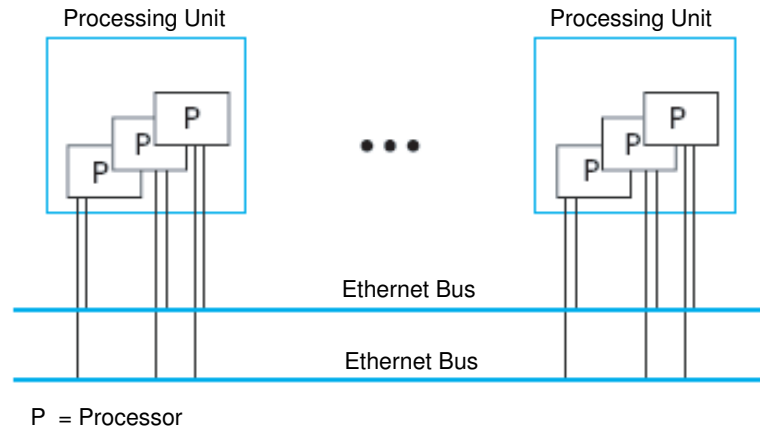 Processing Unit
Processing Unit
P
P
P
P
P
P
Ethernet Bus
Ethernet Bus
P = Processor